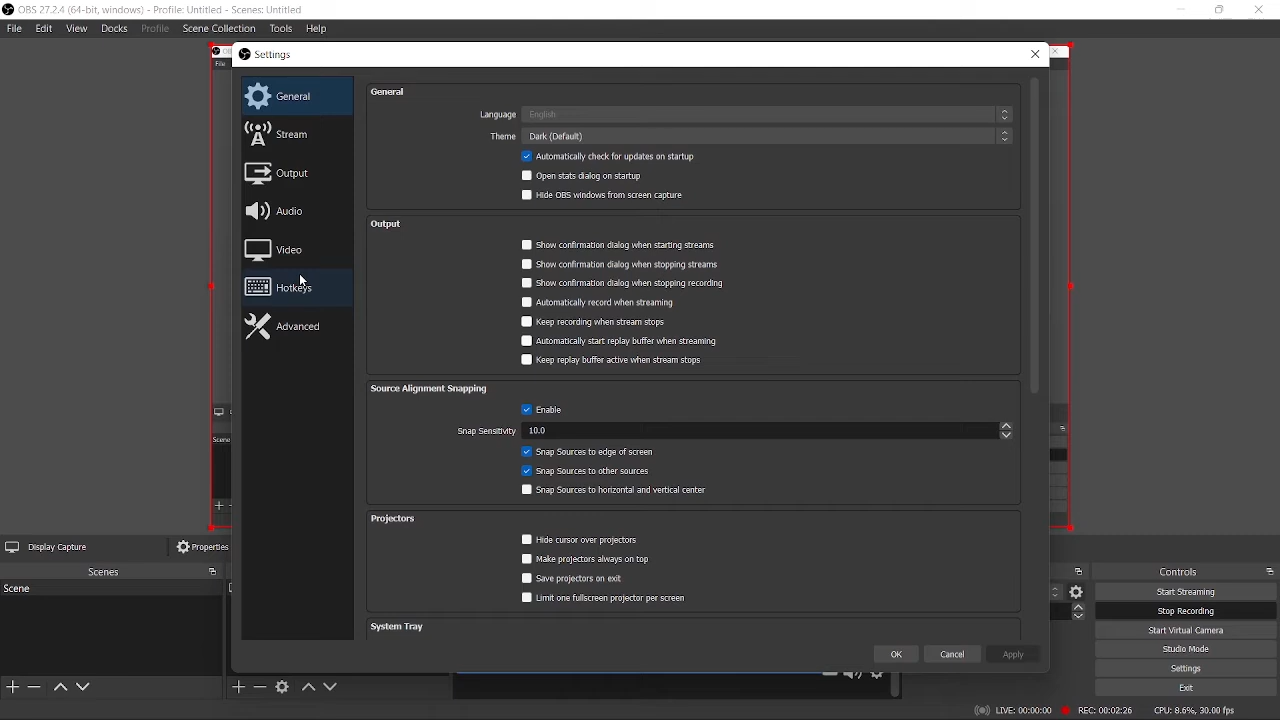 OBS 27.2.4 (64-bit, windows) - Profile: Untitled - Scenes: Untitled
File Edit View Docks Profile Scene Collection Tools Help
Settings
General
Stream
Output
Audio
Video
Hotkeys
Advanced
General
Language English
Theme Dark (Default)
Automatically check for updates on startup
Open stats dialog on startup
Hide OBS windows from screen capture
Output
Show confirmation dialog when starting streams
Show confirmation dialog when stopping streams
Show confirmation dialog when stopping recording
Automatically record when streaming
Keep recording when stream stops
Automatically start replay buffer when streaming
Keep replay buffer active when stream stops
Source Alignment Snapping
Enable
Snap Sensitivity 10.0
Snap Sources to edge of screen
Snap Sources to other sources
Snap Sources to horizontal and vertical center
Projectors
Hide cursor over projectors
Make projectors always on top
Save projectors on exit
Limit one fullscreen projector per screen
System Tray
OK Cancel Apply
File
Scene
Display Capture Properties
Scenes
Scene
Controls
Start Streaming
Stop Recording
Start Virtual Camera
Studio Mode
Settings
Exit
LIVE: 00:00:00 REC: 00:02:26 CPU: 8.6%, 30.00 fps